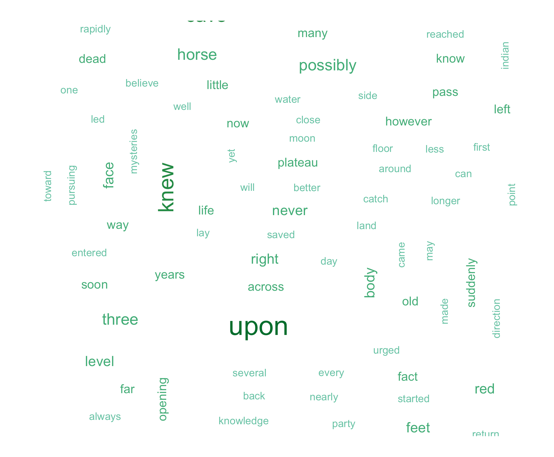 rapidly
many
reached
indian
dead
horse
possibly
know
one
believe
little
water
side
pass
well
left
led
now
close
however
moon
mysteries
yet
plateau
floor
less
first
toward
pursuing
face
knew
around
can
will
better
catch
longer
point
life
never
way
lay
saved
land
entered
right
day
came
may
soon
years
across
body
suddenly
old
made
direction
three
upon
urged
level
several
every
fact
far
opening
back
nearly
started
red
always
knowledge
party
feet
return